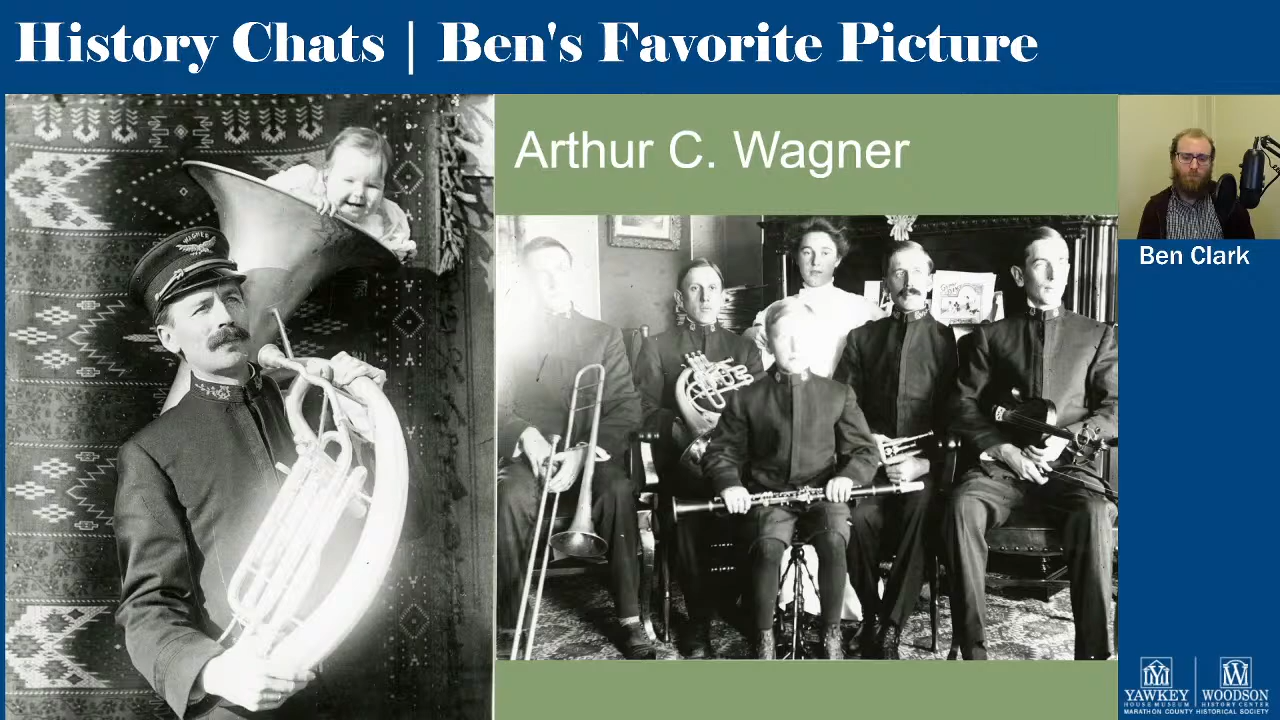 History Chats | Ben's Favorite Picture
Arthur C. Wagner
WAGNER
Ben Clark
YAWKEY
HOUSE MUSEUM
WOODSON
HISTORY CENTER
MARATHON COUNTY HISTORICAL SOCIETY